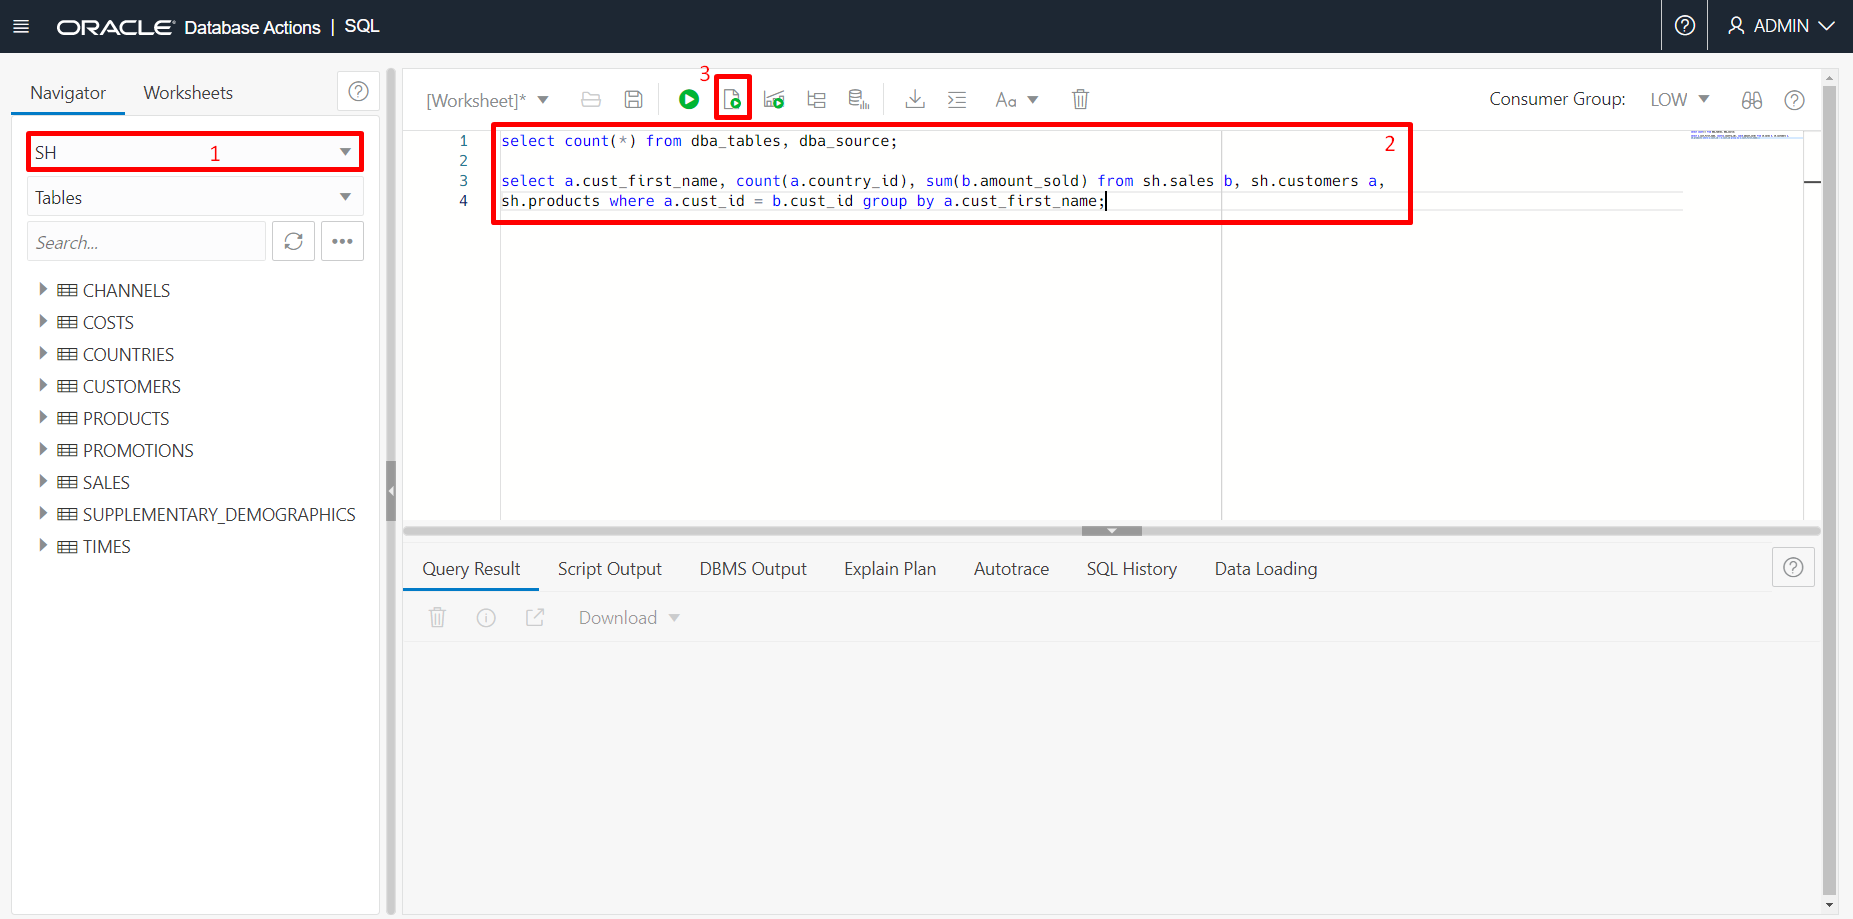 ORACLE Database Actions | SQL
ADMIN
Navigator
Worksheets
SH
1
Tables
Search...
CHANNELS
COSTS
COUNTRIES
CUSTOMERS
PRODUCTS
PROMOTIONS
SALES
SUPPLEMENTARY_DEMOGRAPHICS
TIMES
[Worksheet]*
3
Aa
Consumer Group: LOW
2
1 select count(*) from dba_tables, dba_source;
2
3 select a.cust_first_name, count(a.country_id), sum(b.amount_sold) from sh.sales b, sh.customers a,
4 sh.products where a.cust_id = b.cust_id group by a.cust_first_name;
Query Result
Script Output
DBMS Output
Explain Plan
Autotrace
SQL History
Data Loading
Download